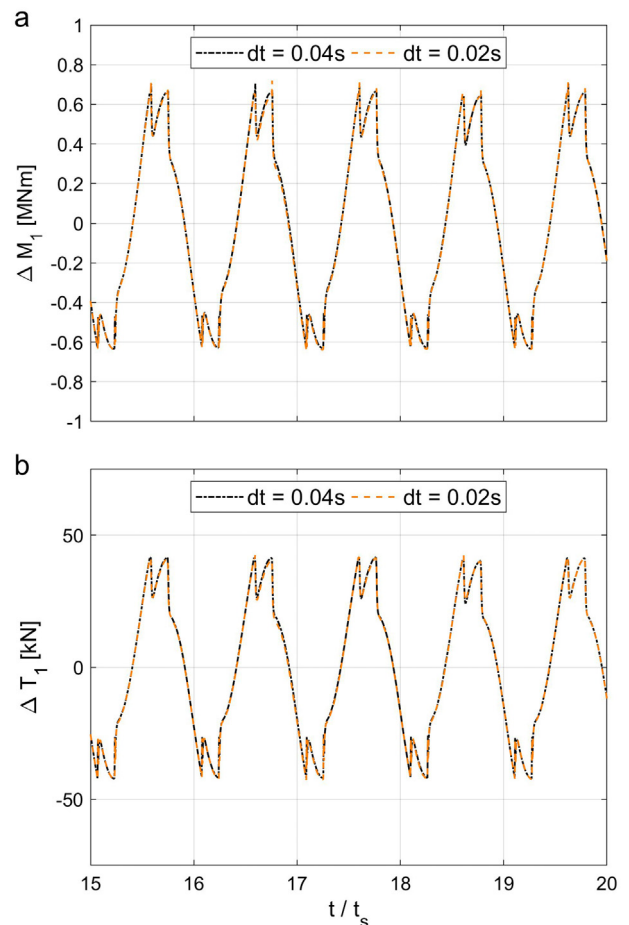 a
1
0.8
0.6
0.4
0.2
0
-0.2
-0.4
-0.6
-0.8
-1
Δ M1 [MNm]
dt = 0.04s dt = 0.02s
b
50
0
-50
Δ T1 [kN]
dt = 0.04s dt = 0.02s
15 16 17 18 19 20
t / ts